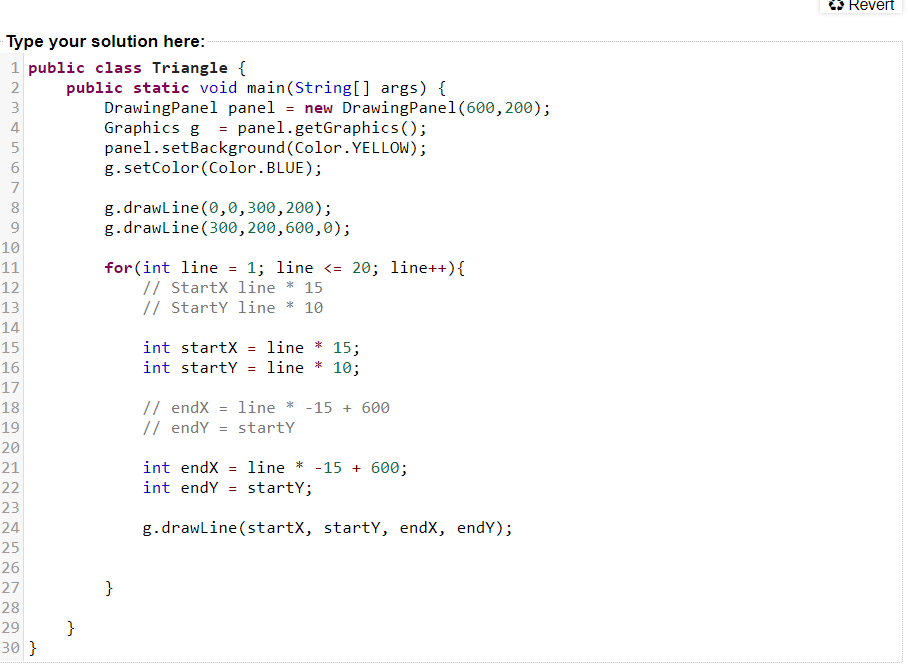 Revert
Type your solution here:
1 public class Triangle {
2     public static void main(String[] args) {
3         DrawingPanel panel = new DrawingPanel(600,200);
4         Graphics g  = panel.getGraphics();
5         panel.setBackground(Color.YELLOW);
6         g.setColor(Color.BLUE);
7
8         g.drawLine(0,0,300,200);
9         g.drawLine(300,200,600,0);
10
11         for(int line = 1; line <= 20; line++){
12             // StartX line * 15
13             // StartY line * 10
14
15             int startX = line * 15;
16             int startY = line * 10;
17
18             // endX = line * -15 + 600
19             // endY = startY
20
21             int endX = line * -15 + 600;
22             int endY = startY;
23
24             g.drawLine(startX, startY, endX, endY);
25
26
27         }
28
29     }
30 }